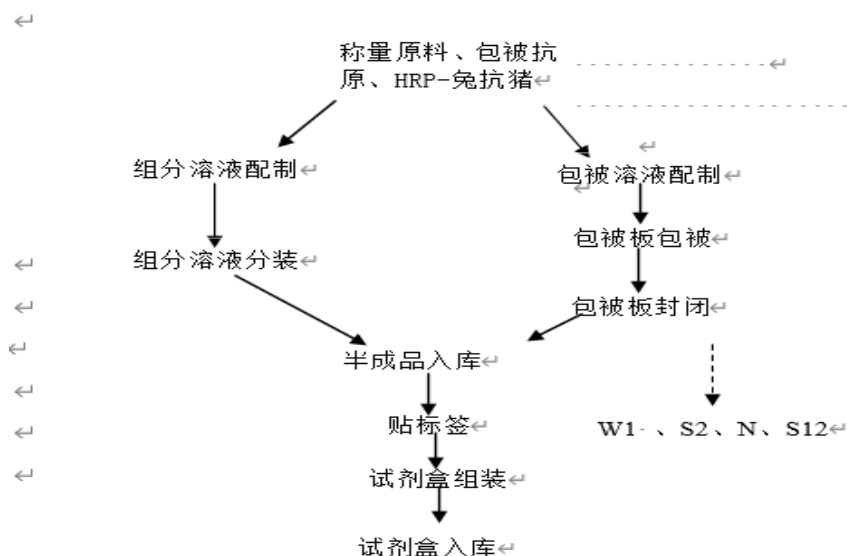 称量原料、包被抗
原、HRP-兔抗猪
组分溶液配制
包被溶液配制
包被板包被
组分溶液分装
包被板封闭
半成品入库
贴标签
W1-、S2、N、S12
试剂盒组装
试剂盒入库